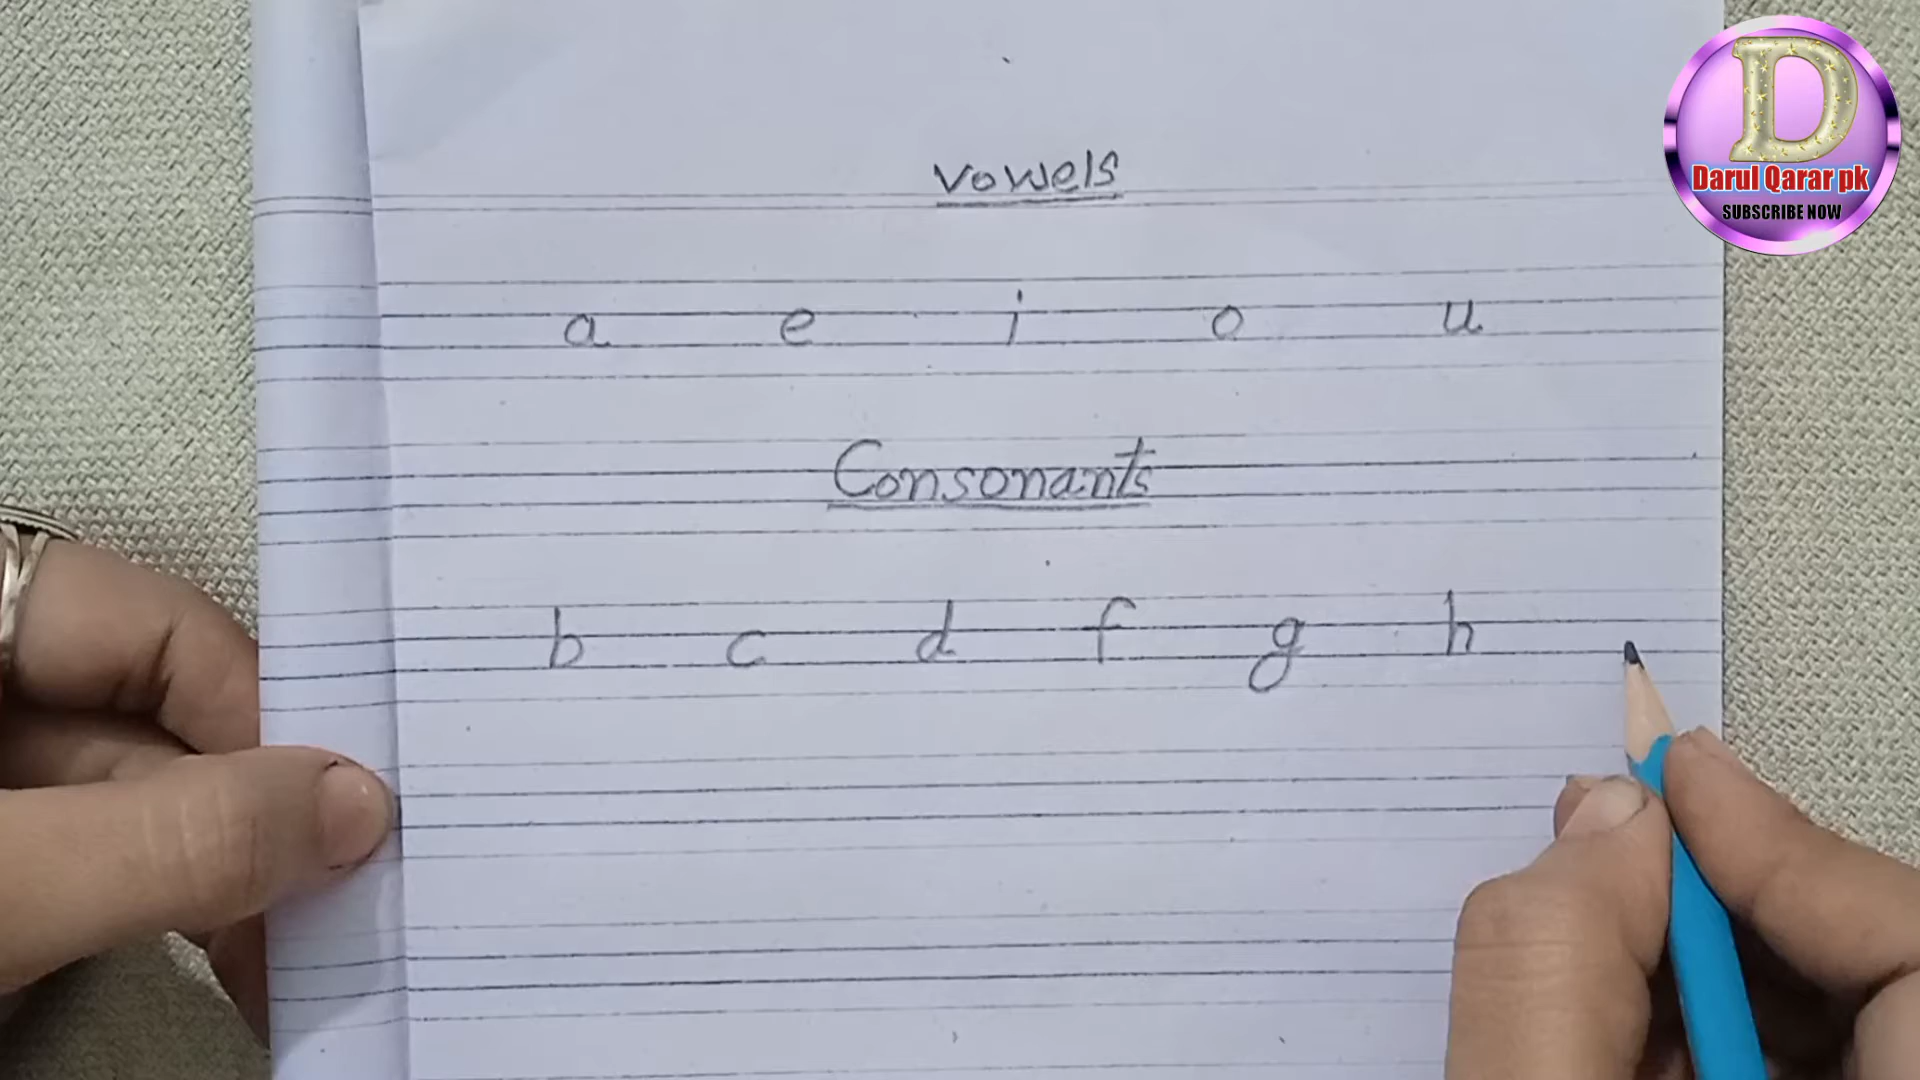 D
Darul Qarar pk
SUBSCRIBE NOW
Vowels
a e i o u
Consonants
b c d f g h